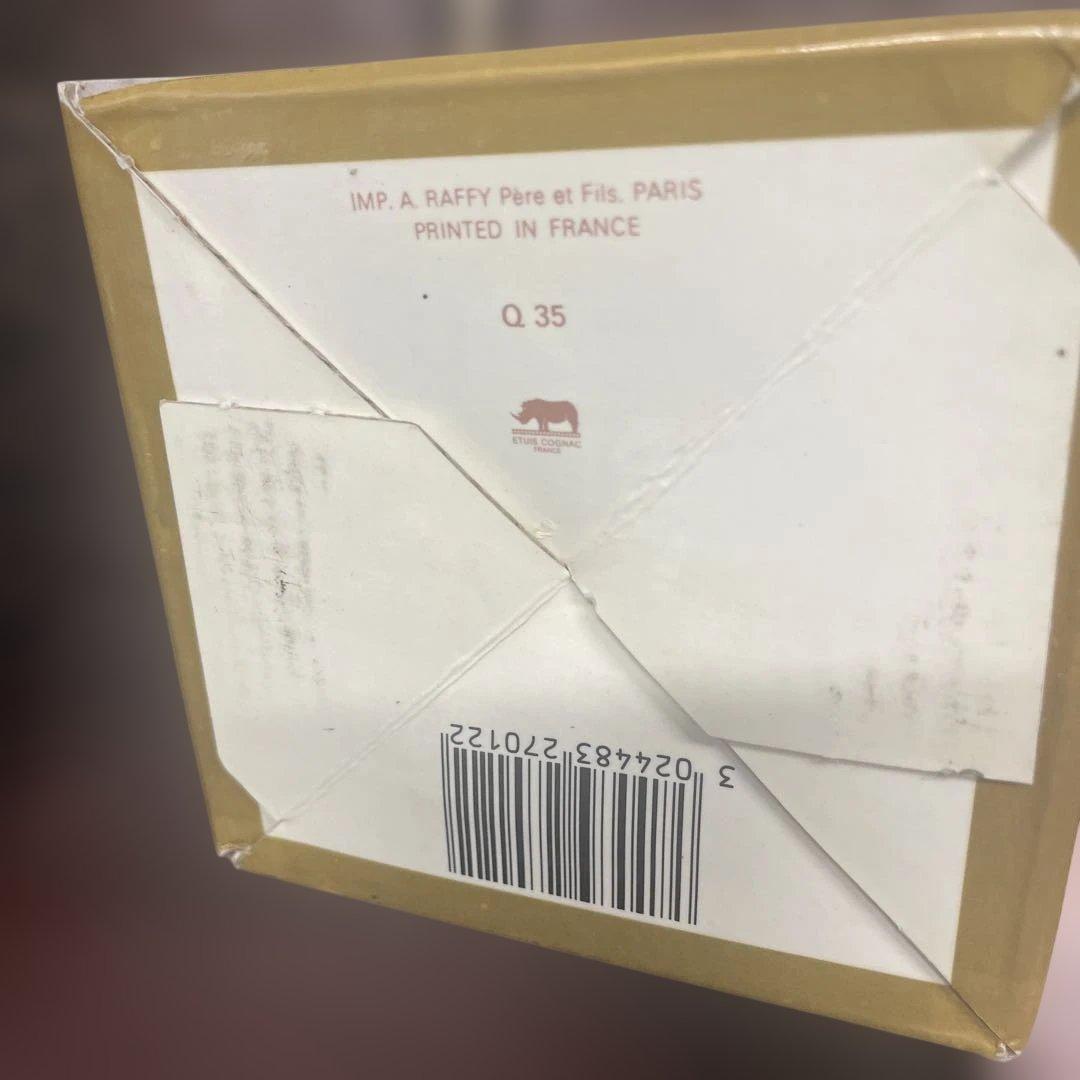 IMP. A. RAFFY Père et Fils. PARIS
PRINTED IN FRANCE
Q 35
ETUIS COGNAC
FRANCE
3 024483 270122